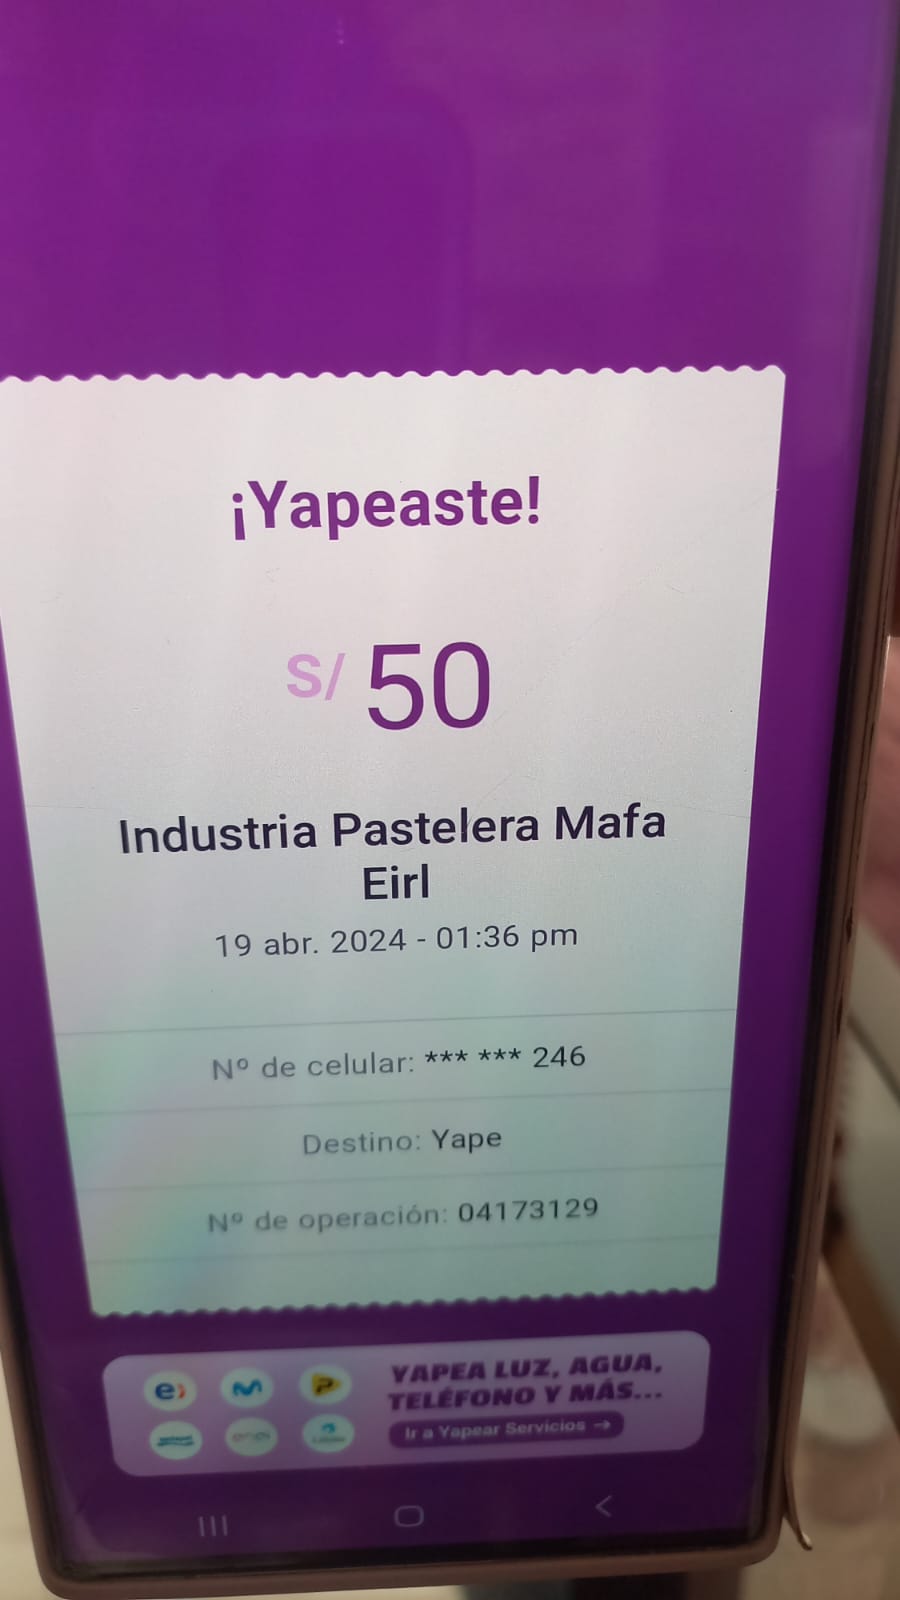 ¡Yapeaste!
S/ 50
Industria Pastelera Mafa
Eirl
19 abr. 2024 - 01:36 pm
Nº de celular: *** *** 246
Destino: Yape
Nº de operación: 04173129
YAPEA LUZ, AGUA,
TELÉFONO Y MÁS...
Ir a Yapear Servicios →